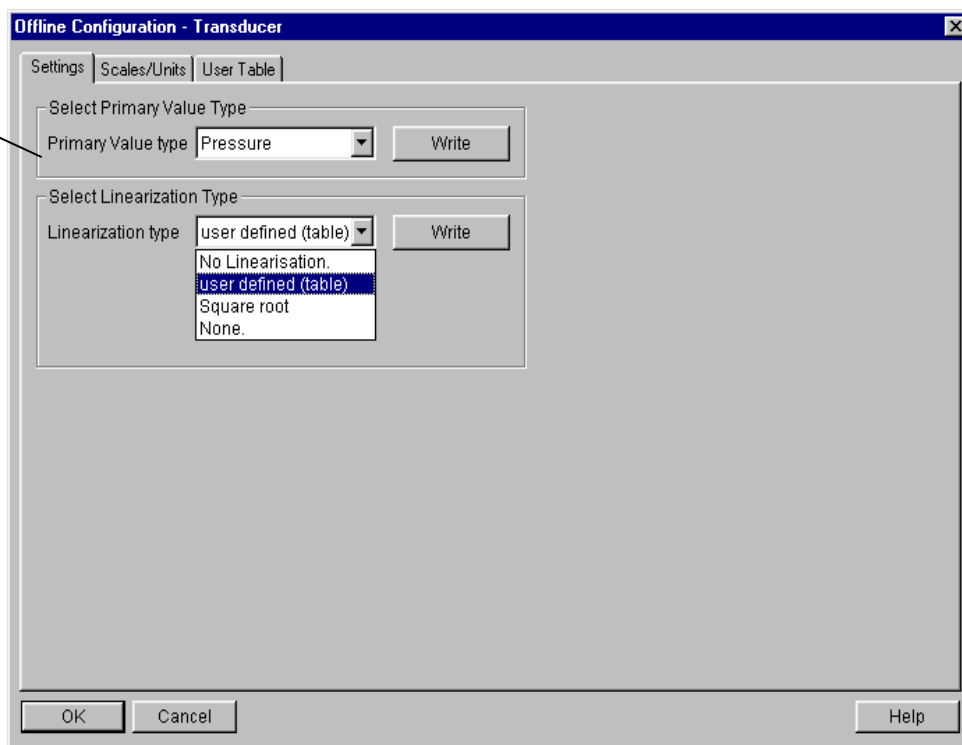 Offline Configuration - Transducer
Settings Scales/Units User Table
Select Primary Value Type
Primary Value type Pressure Write
Select Linearization Type
Linearization type user defined (table) Write
No Linearisation.
user defined (table)
Square root
None.
OK Cancel Help